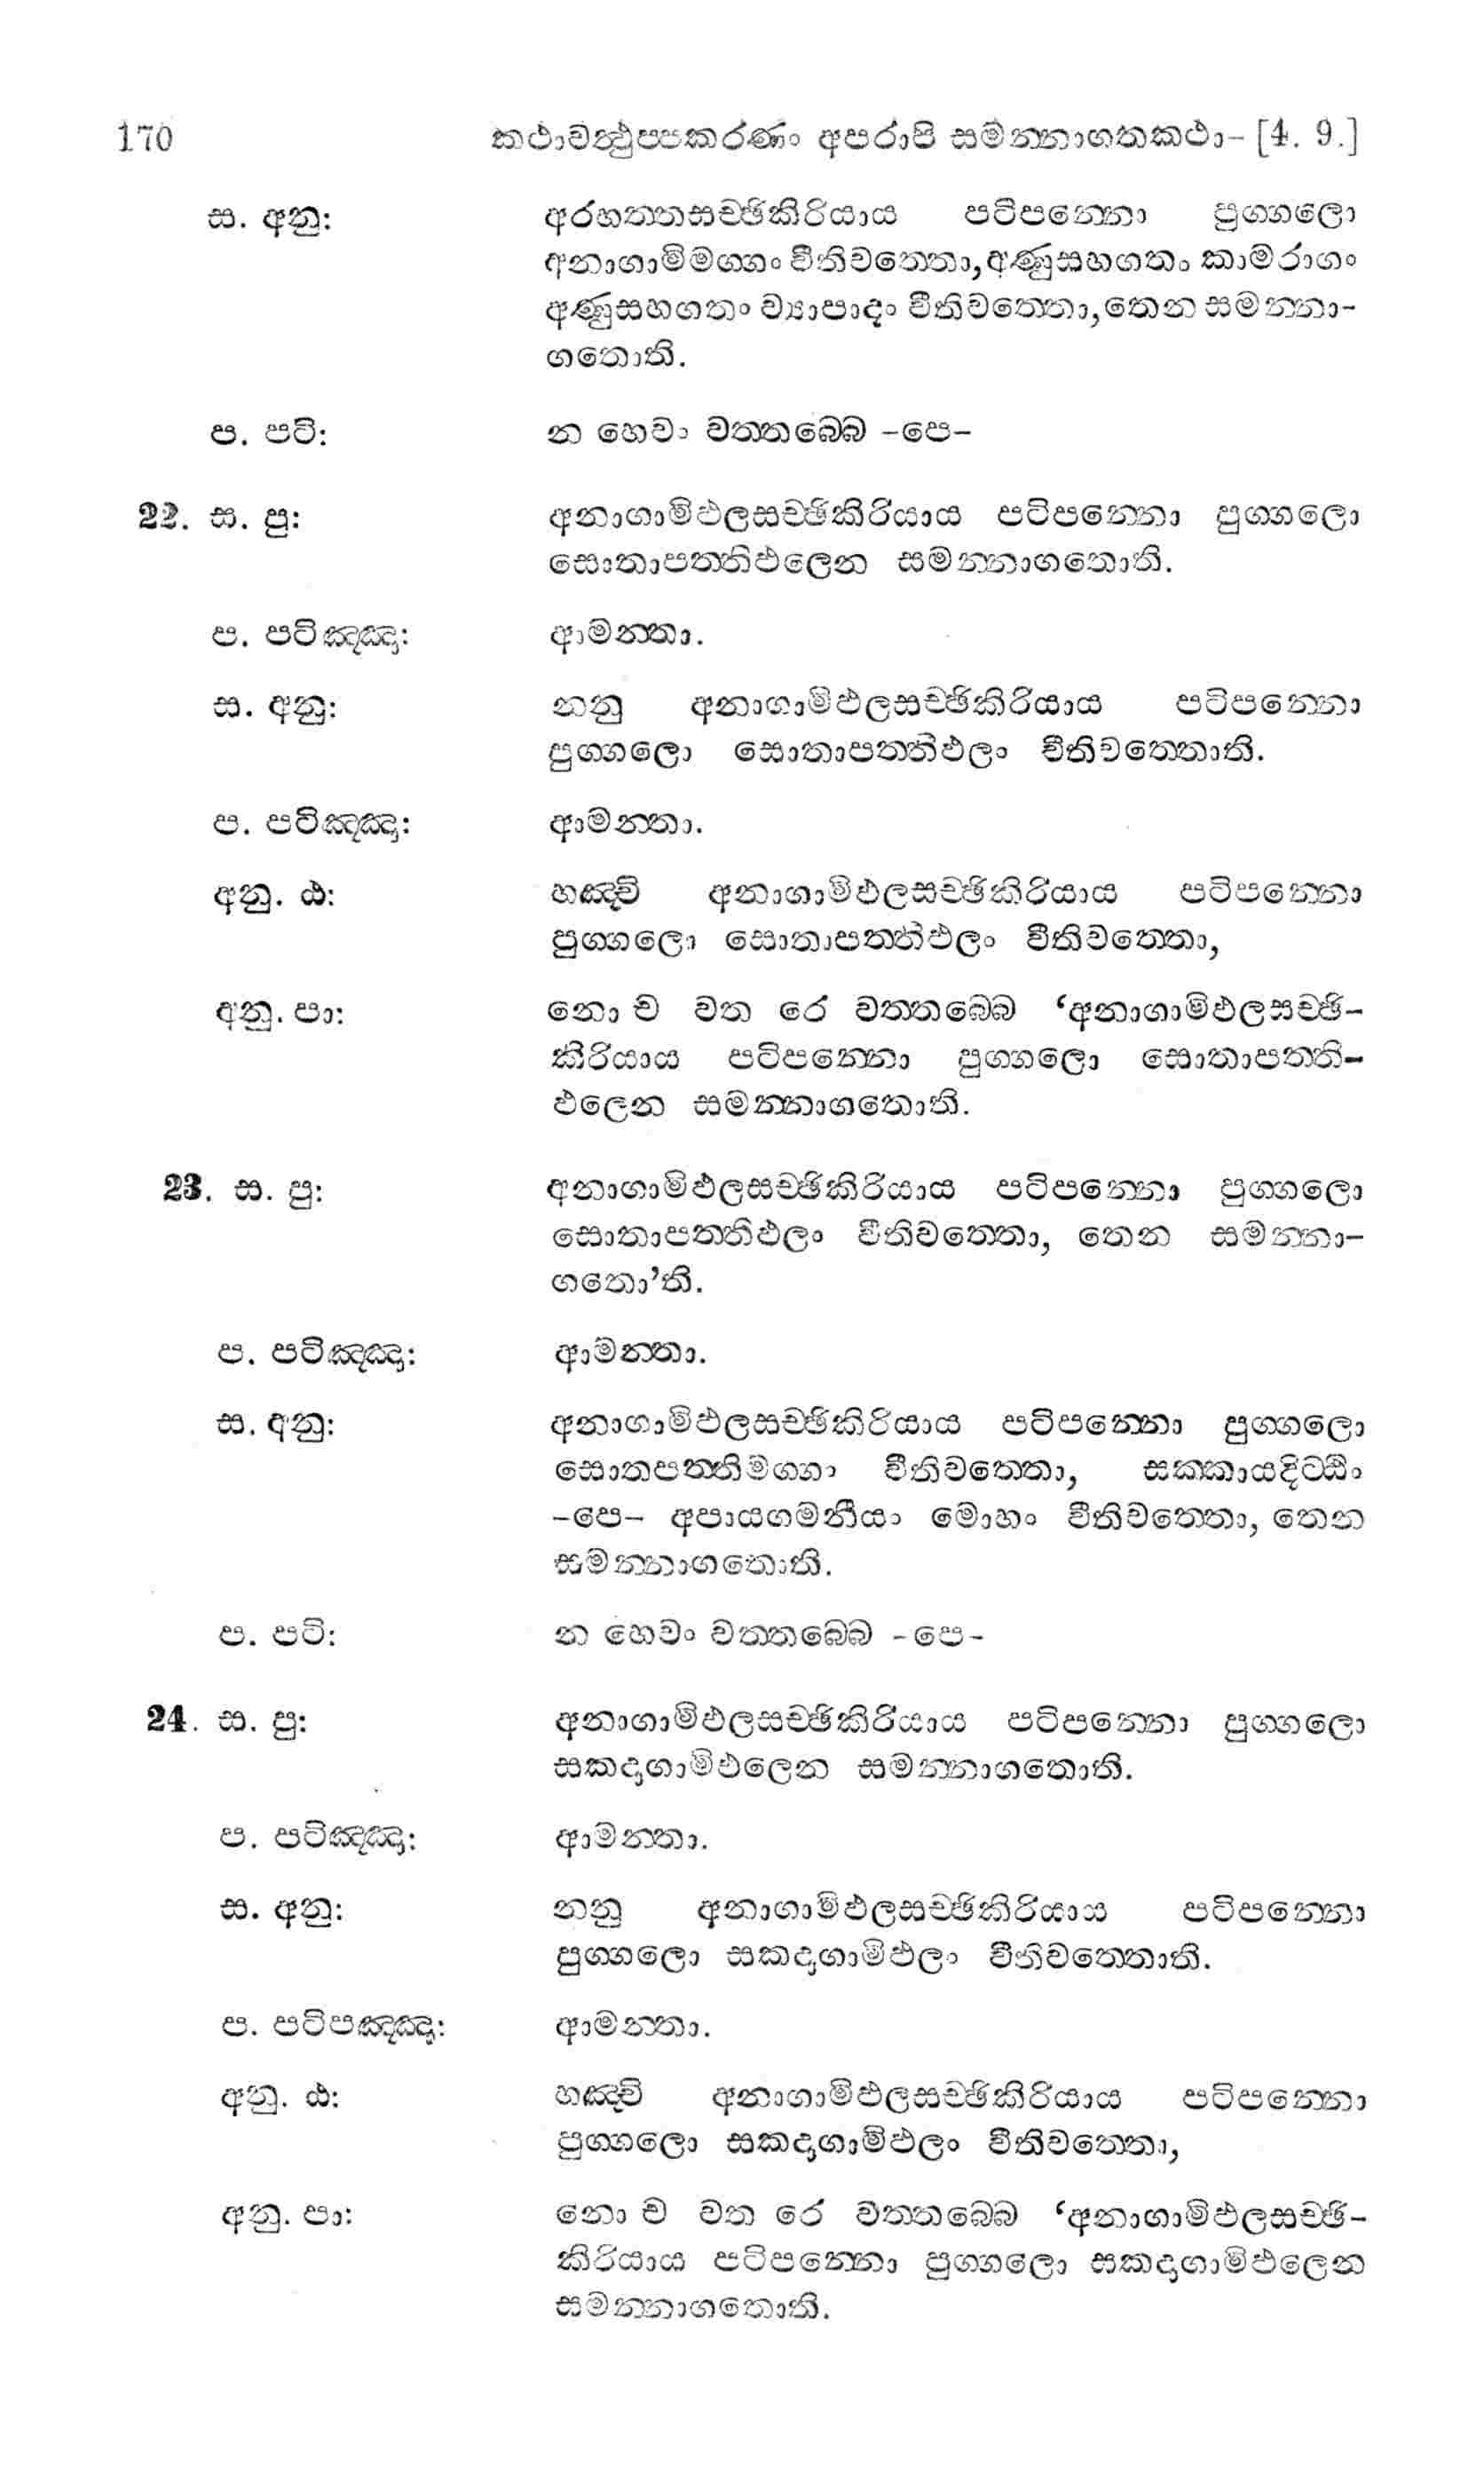 170 කථාවත්ථුප්පකරණං අපරාපි සමන්නාගතකථා- [4. 9.]
ස. අනු: අරහත්තසච්ඡිකිරියාය පටිපන්නො පුග්ගලො
අනාගාමිමග්ගං වීතිවත්තො, අණුසහගතං කාමරාගං
අණුසහගතං ව්‍යාපාදං වීතිවත්තො, තෙන සමන්නා-
ගතොති.
ප. පටි: න හෙවං වත්තබ්බෙ -පෙ-
22. ස. පු: අනාගාමිඵලසච්ඡිකිරියාය පටිපන්නො පුග්ගලො
සොතාපත්තිඵලෙන සමන්නාගතොති.
ප. පටිඤ්ඤා: ආමන්තා.
ස. අනු: නනු අනාගාමිඵලසච්ඡිකිරියාය පටිපන්නො
පුග්ගලො සොතාපත්තිඵලං වීතිවත්තොති.
ප. පටිඤ්ඤා: ආමන්තා.
අනු. ඨ: හඤ්චි අනාගාමිඵලසච්ඡිකිරියාය පටිපන්නො
පුග්ගලො සොතාපත්තිඵලං වීතිවත්තො,
අනු. පා: නො ච වත රෙ වත්තබ්බෙ ‘අනාගාමිඵලසච්ඡි-
කිරියාය පටිපන්නො පුග්ගලො සොතාපත්ති-
ඵලෙන සමන්නාගතොති.
23. ස. පු: අනාගාමිඵලසච්ඡිකිරියාය පටිපන්නො පුග්ගලො
සොතාපත්තිඵලං වීතිවත්තො, තෙන සමන්නා-
ගතො’ති.
ප. පටිඤ්ඤා: ආමන්තා.
ස. අනු: අනාගාමිඵලසච්ඡිකිරියාය පටිපන්නො පුග්ගලො
සොතපත්තිමග්ගං වීතිවත්තො, සක්කායදිට්ඨිං
-පෙ- අපායගමනීයං මොහං වීතිවත්තො, තෙන
සමන්නාගතොති.
ප. පටි: න හෙවං වත්තබ්බෙ -පෙ-
24. ස. පු: අනාගාමිඵලසච්ඡිකිරියාය පටිපන්නො පුග්ගලො
සකදාගාමිඵලෙන සමන්නාගතොති.
ප. පටිඤ්ඤා: ආමන්තා.
ස. අනු: නනු අනාගාමිඵලසච්ඡිකිරියාය පටිපන්නො
පුග්ගලො සකදාගාමිඵලං වීතිවත්තොති.
ප. පටිපඤ්ඤා: ආමන්තා.
අනු. ඨ: හඤ්චි අනාගාමිඵලසච්ඡිකිරියාය පටිපන්නො
පුග්ගලො සකදාගාමිඵලං වීතිවත්තො,
අනු. පා: නො ච වත රෙ වත්තබ්බෙ ‘අනාගාමිඵලසච්ඡි-
කිරියාය පටිපන්නො පුග්ගලො සකදාගාමිඵලෙන
සමන්නාගතොති.